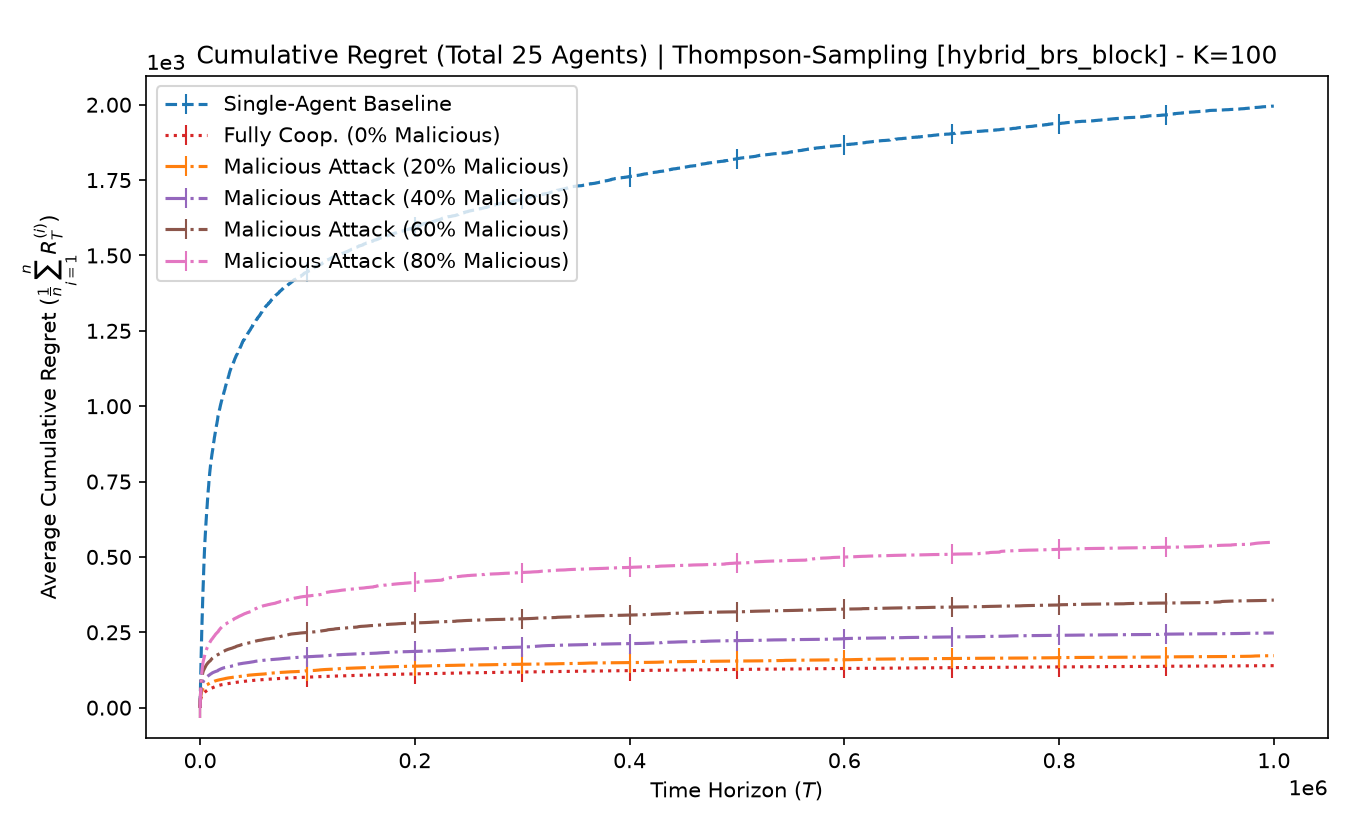 1e3 Cumulative Regret (Total 25 Agents) | Thompson-Sampling [hybrid_brs_block] - K=100
Single-Agent Baseline
Fully Coop. (0% Malicious)
Malicious Attack (20% Malicious)
Malicious Attack (40% Malicious)
Malicious Attack (60% Malicious)
Malicious Attack (80% Malicious)
Average Cumulative Regret ($\frac{1}{n}\sum_{i=1}^{n} R_T^{(i)}$)
2.00
1.75
1.50
1.25
1.00
0.75
0.50
0.25
0.00
0.0 0.2 0.4 0.6 0.8 1.0
Time Horizon (T)
1e6